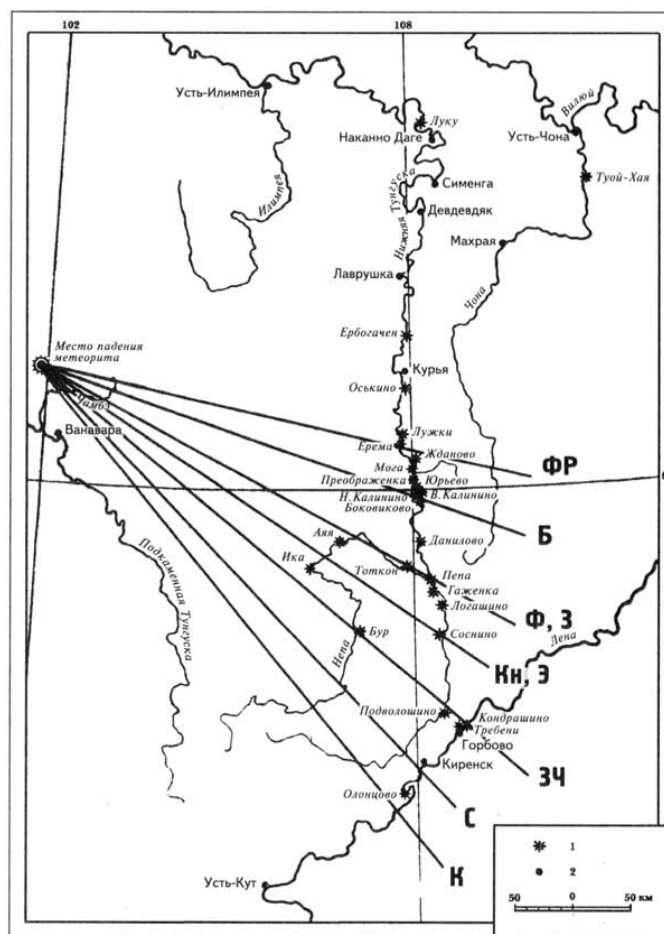 102
108
Усть-Илимпея
Илимпея
Луку
Наканно Даге
Сименга
Нижняя Тунгуска
Девдевдяк
Лаврушка
Вилюй
Усть-Чона
Туой-Хая
Махрая
Чона
Место падения
метеорита
Чамбэ
Ванавара
Ербогачен
Курья
Оськино
Лужки
Ерема
Жданово
Мога
Преображенка
Юрьево
Н.Калинино
В.Калинино
Боковиково
ФР
Б
Данилово
Аяя
Ика
Тоткон
Пепа
Гаженка
Логашино
Ф, З
Бур
Соснино
Кн, Э
Подкаменная Тунгуска
Непа
Лена
Подволошино
Кондрашино
Требени
Горбово
ЗЧ
Киренск
Олонцово
С
К
Усть-Кут
1
2
50 0 50 км